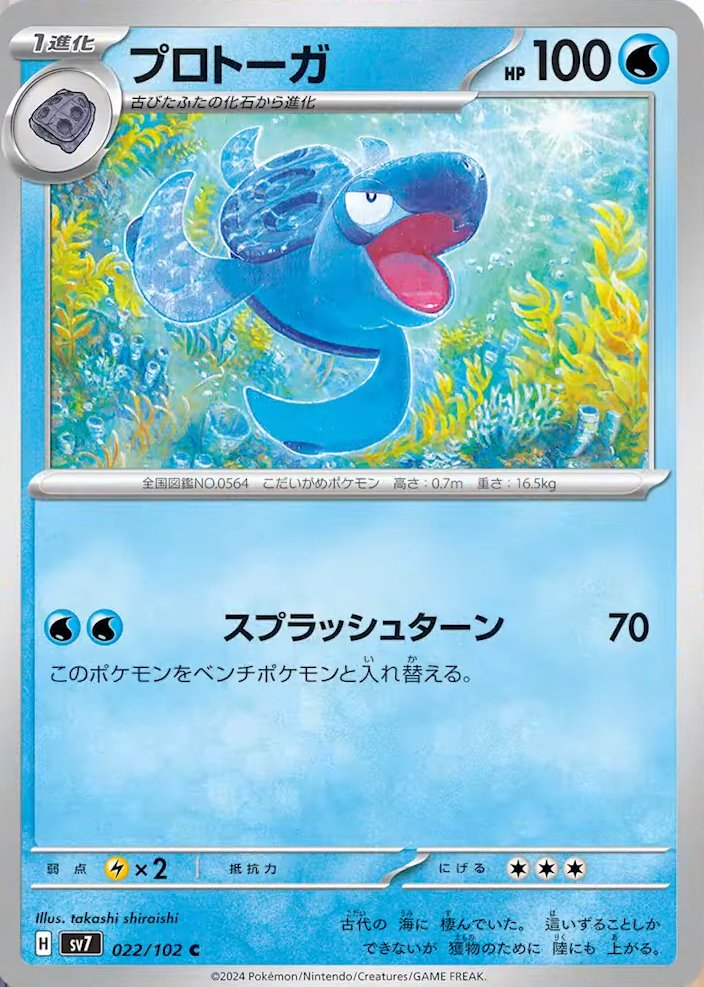 1進化
プロトーガ
HP 100
古びたふたの化石から進化
全国図鑑NO.0564 こだいがめポケモン 高さ:0.7m 重さ:16.5kg
スプラッシュターン 70
このポケモンをベンチポケモンと入れ替える。
弱点 ×2 抵抗力 にげる
Illus. takashi shiraishi
H sv7 022/102 C
古代の 海に 棲んでいた。 這いずることしか
できないが 獲物のために 陸にも 上がる。
©2024 Pokémon/Nintendo/Creatures/GAME FREAK.